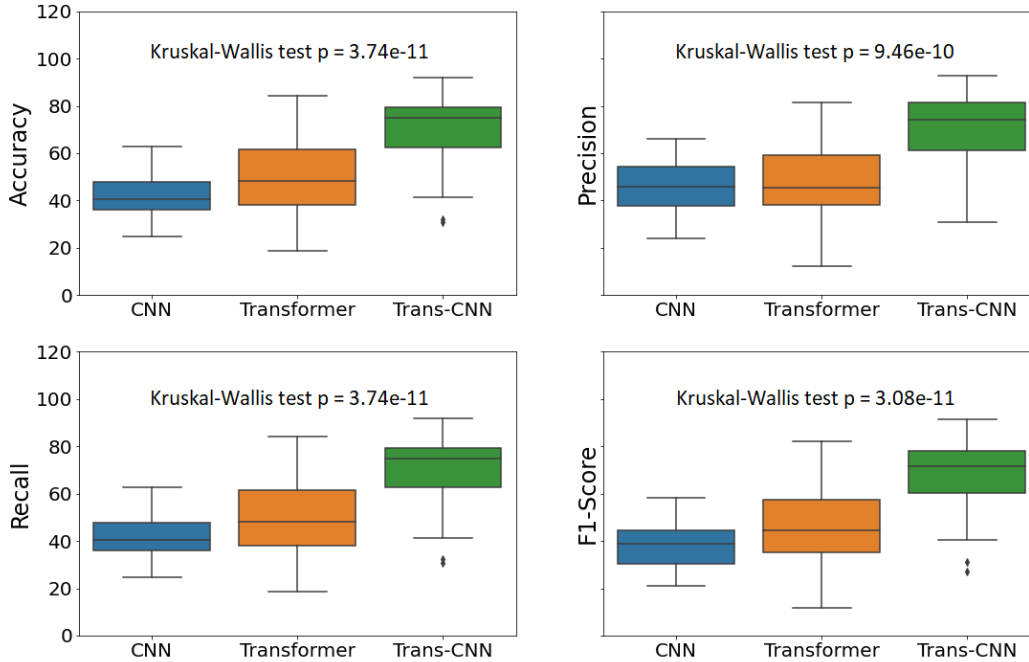 120
100
80
60
40
20
0
Accuracy
Kruskal-Wallis test p = 3.74e-11
CNN Transformer Trans-CNN
Precision
Kruskal-Wallis test p = 9.46e-10
CNN Transformer Trans-CNN
120
100
80
60
40
20
0
Recall
Kruskal-Wallis test p = 3.74e-11
CNN Transformer Trans-CNN
F1-Score
Kruskal-Wallis test p = 3.08e-11
CNN Transformer Trans-CNN